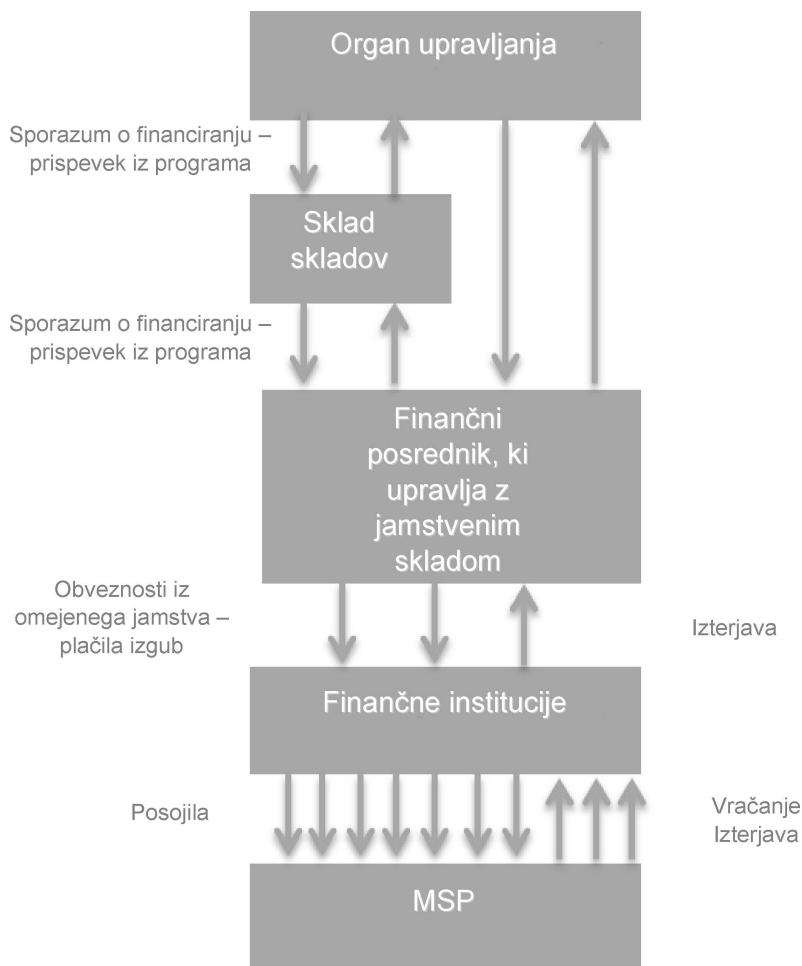 Organ upravljanja
Sporazum o financiranju –
prispevek iz programa
Sklad
skladov
Sporazum o financiranju –
prispevek iz programa
Finančni
posrednik, ki
upravlja z
jamstvenim
skladom
Obveznosti iz
omejenega jamstva –
plačila izgub
Izterjava
Finančne institucije
Posojila
Vračanje
Izterjava
MSP